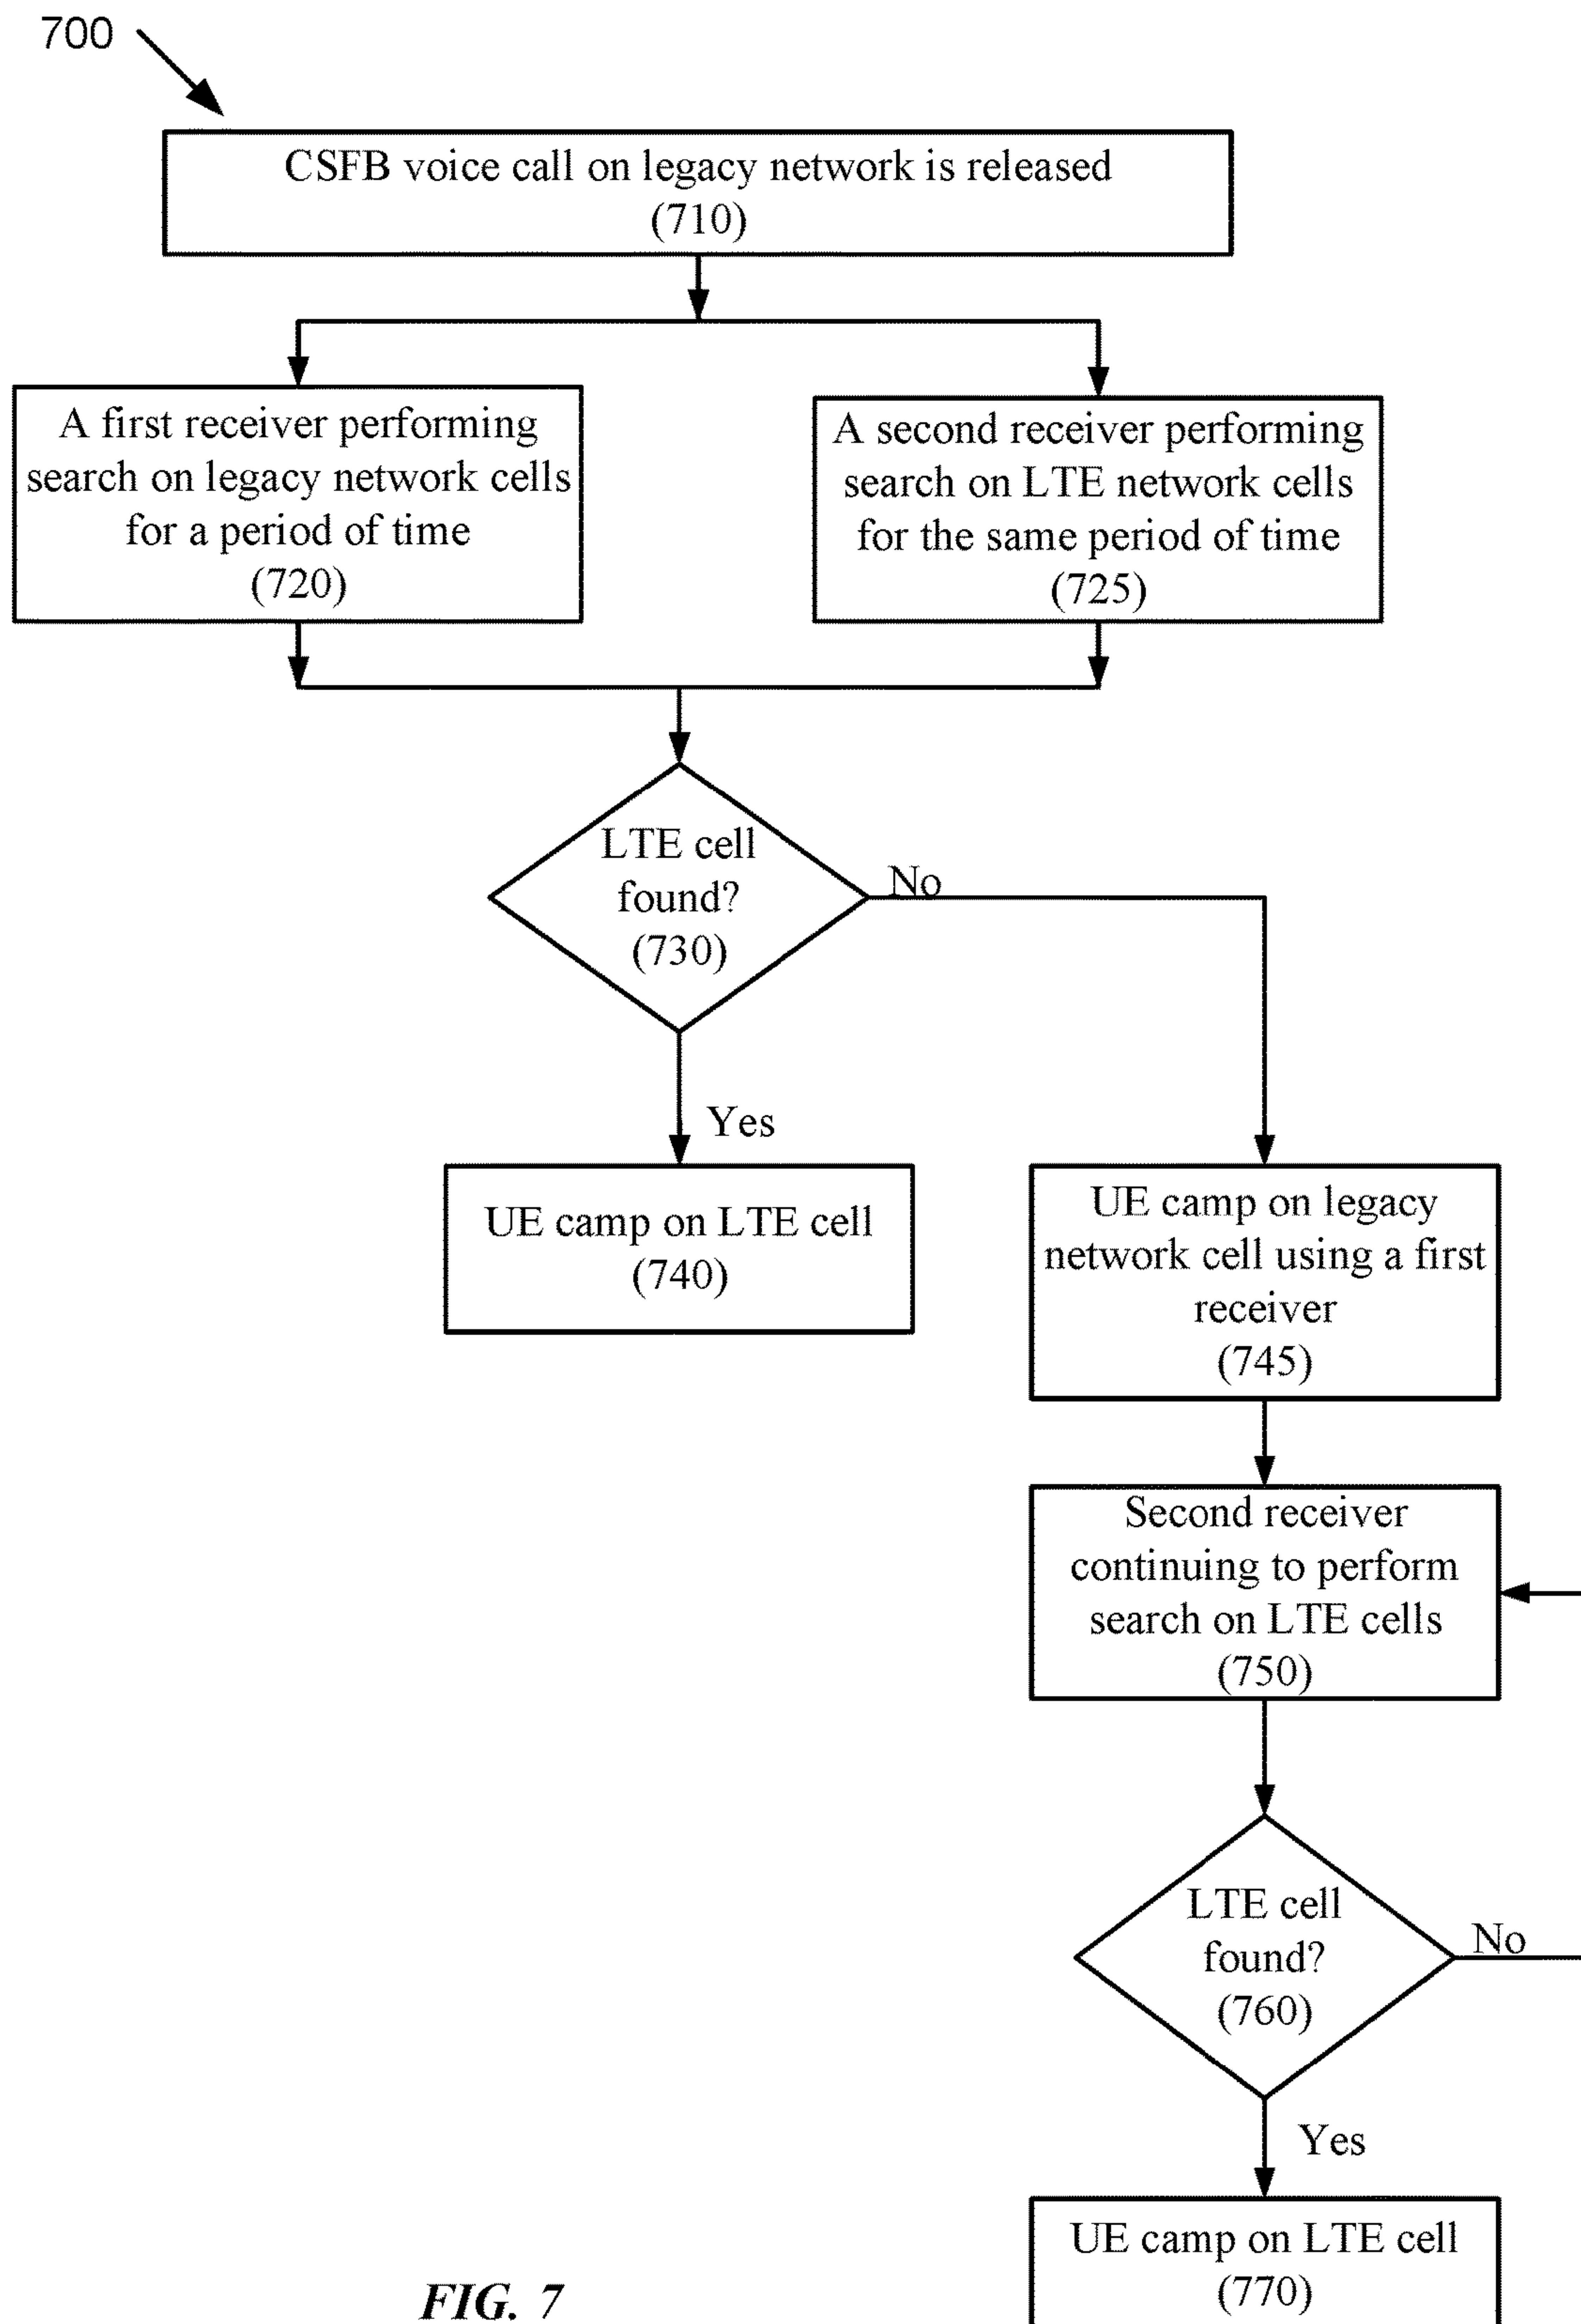 700
CSFB voice call on legacy network is released
(710)
A first receiver performing
search on legacy network cells
for a period of time
(720)
A second receiver performing
search on LTE network cells
for the same period of time
(725)
LTE cell
found?
(730)
No
Yes
UE camp on LTE cell
(740)
UE camp on legacy
network cell using a first
receiver
(745)
Second receiver
continuing to perform
search on LTE cells
(750)
LTE cell
found?
(760)
No
Yes
UE camp on LTE cell
(770)
FIG. 7